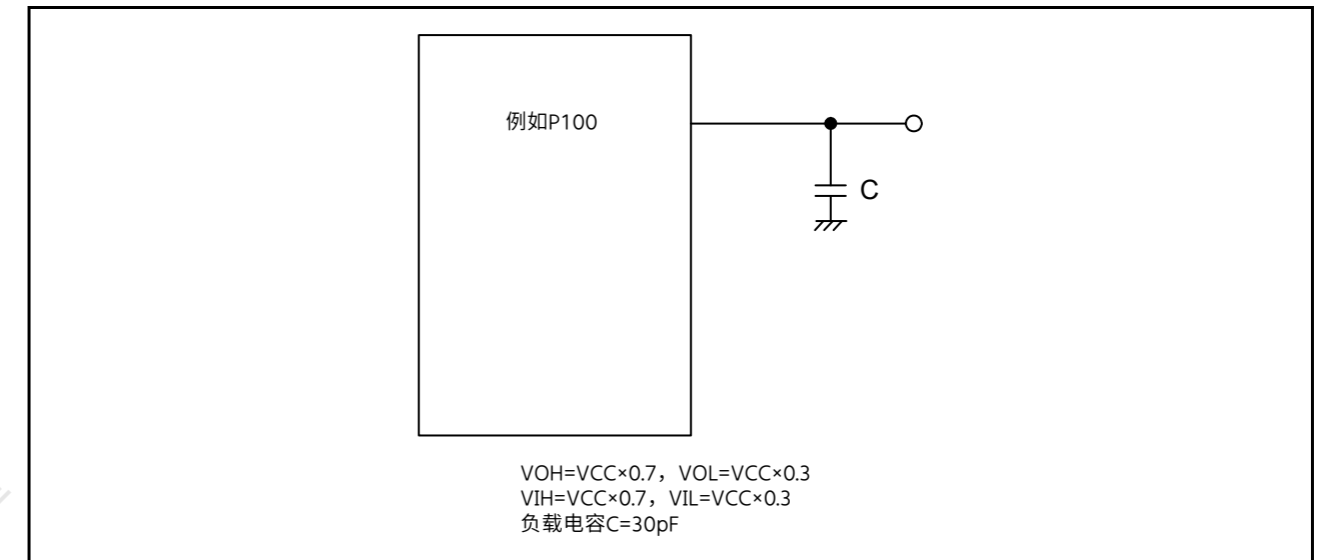 例如P100
C
VOH=VCC×0.7，VOL=VCC×0.3
VIH=VCC×0.7，VIL=VCC×0.3
负载电容C=30pF